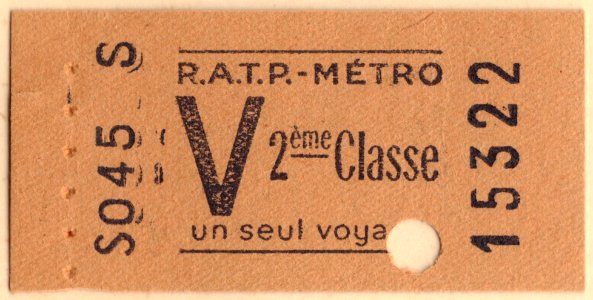 S045 S
R.A.T.P.-MÉTRO
V
2ème Classe
un seul voya
15322